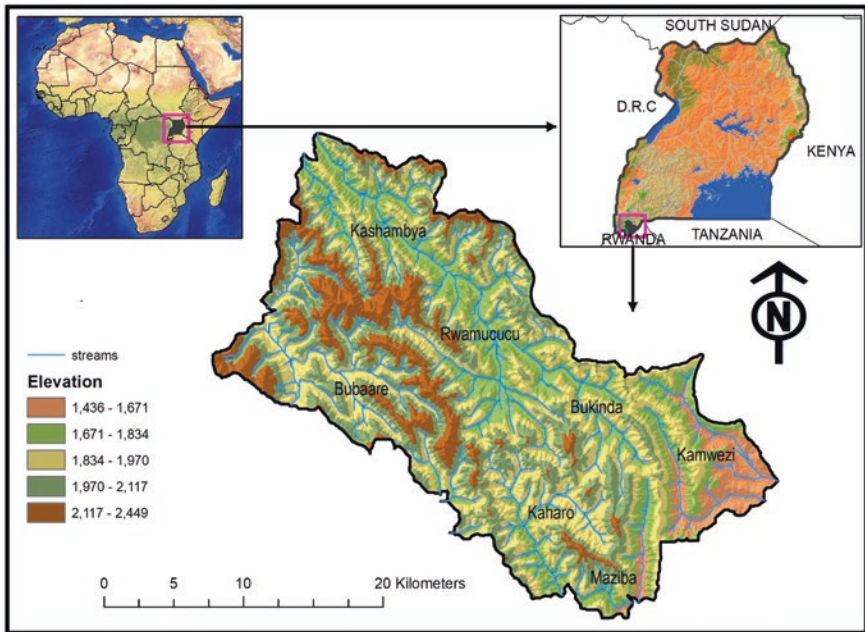 SOUTH SUDAN
D.R.C
KENYA
RWANDA
TANZANIA
Kashambya
N
Rwamucucu
streams
Elevation
Bubaare
Bukinda
1,436 - 1,671
1,671 - 1,834
Kamwezi
1,834 - 1,970
1,970 - 2,117
2,117 - 2,449
Kaharo
Maziba
0 5 10 20 Kilometers